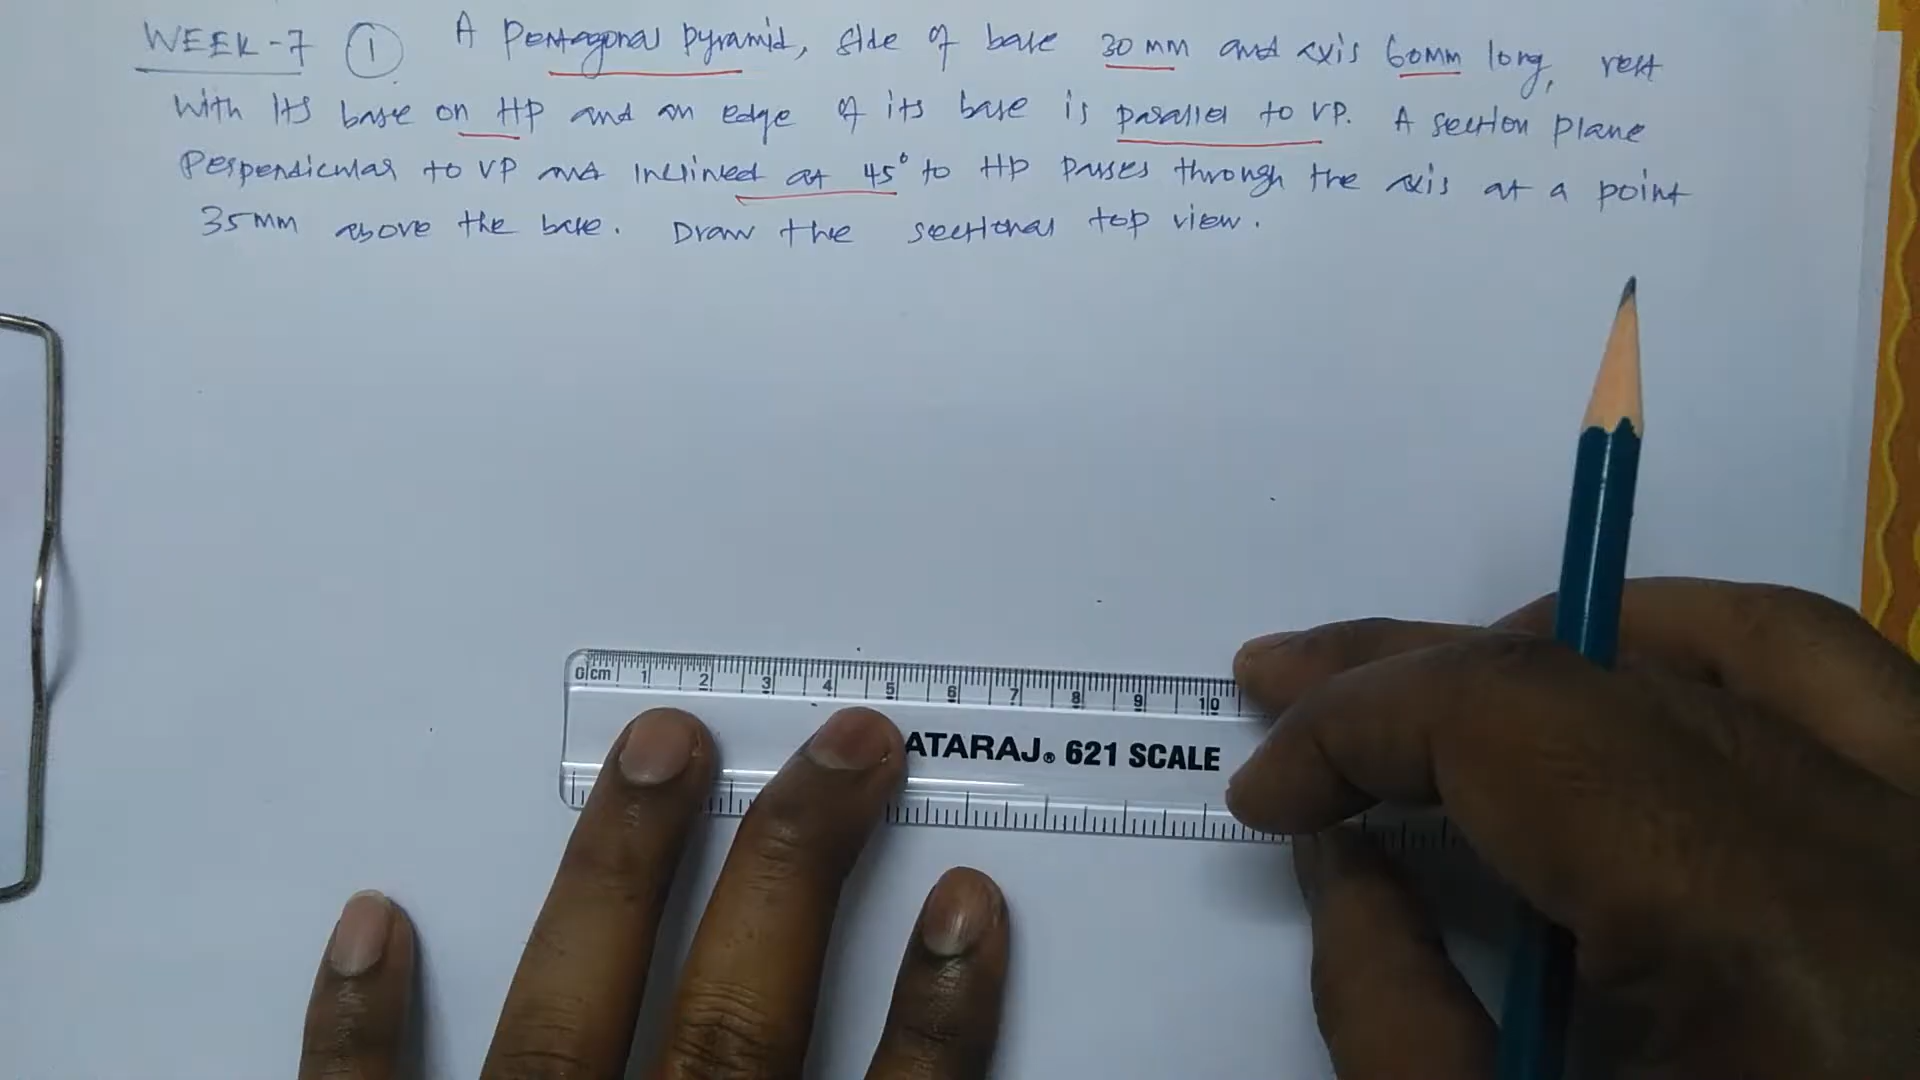 WEEK-7 ① A Pentagonal pyramid, side of base 30 mm and axis 60mm long, rest
with its base on HP and an edge of its base is parallel to VP. A section plane
Perpendicular to VP and inclined at 45° to HP passes through the axis at a point
35mm above the base. Draw the sectional top view.
0 cm 1 2 3 4 5 6 7 8 9 10
ATARAJ® 621 SCALE